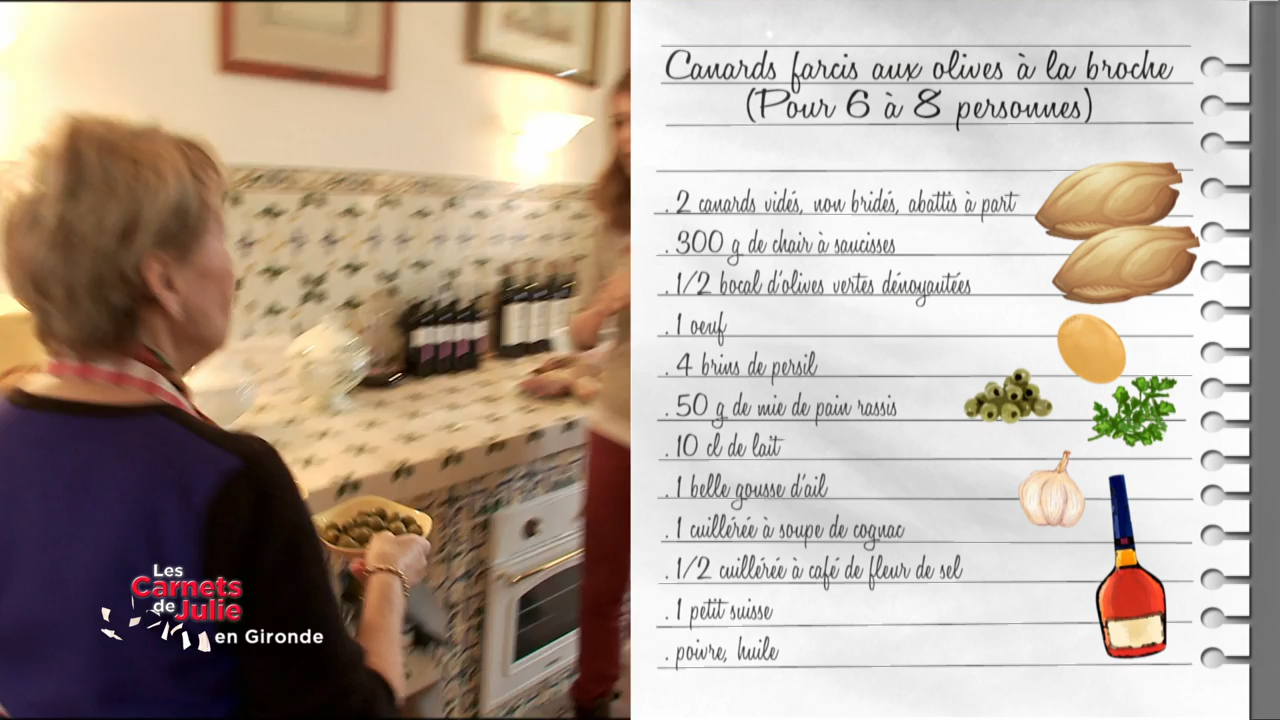 Canards farcis aux olives à la broche
(Pour 6 à 8 personnes)
. 2 canards vidés, non bridés, abattis à part
. 300 g de chair à saucisses
. 1/2 bocal d'olives vertes dénoyautées
. 1 oeuf
. 4 brins de persil
. 50 g de mie de pain rassis
. 10 cl de lait
. 1 belle gousse d'ail
. 1 cuillérée à soupe de cognac
. 1/2 cuillérée à café de fleur de sel
. 1 petit suisse
. poivre, huile
Les
Carnets
de
Julie
en Gironde